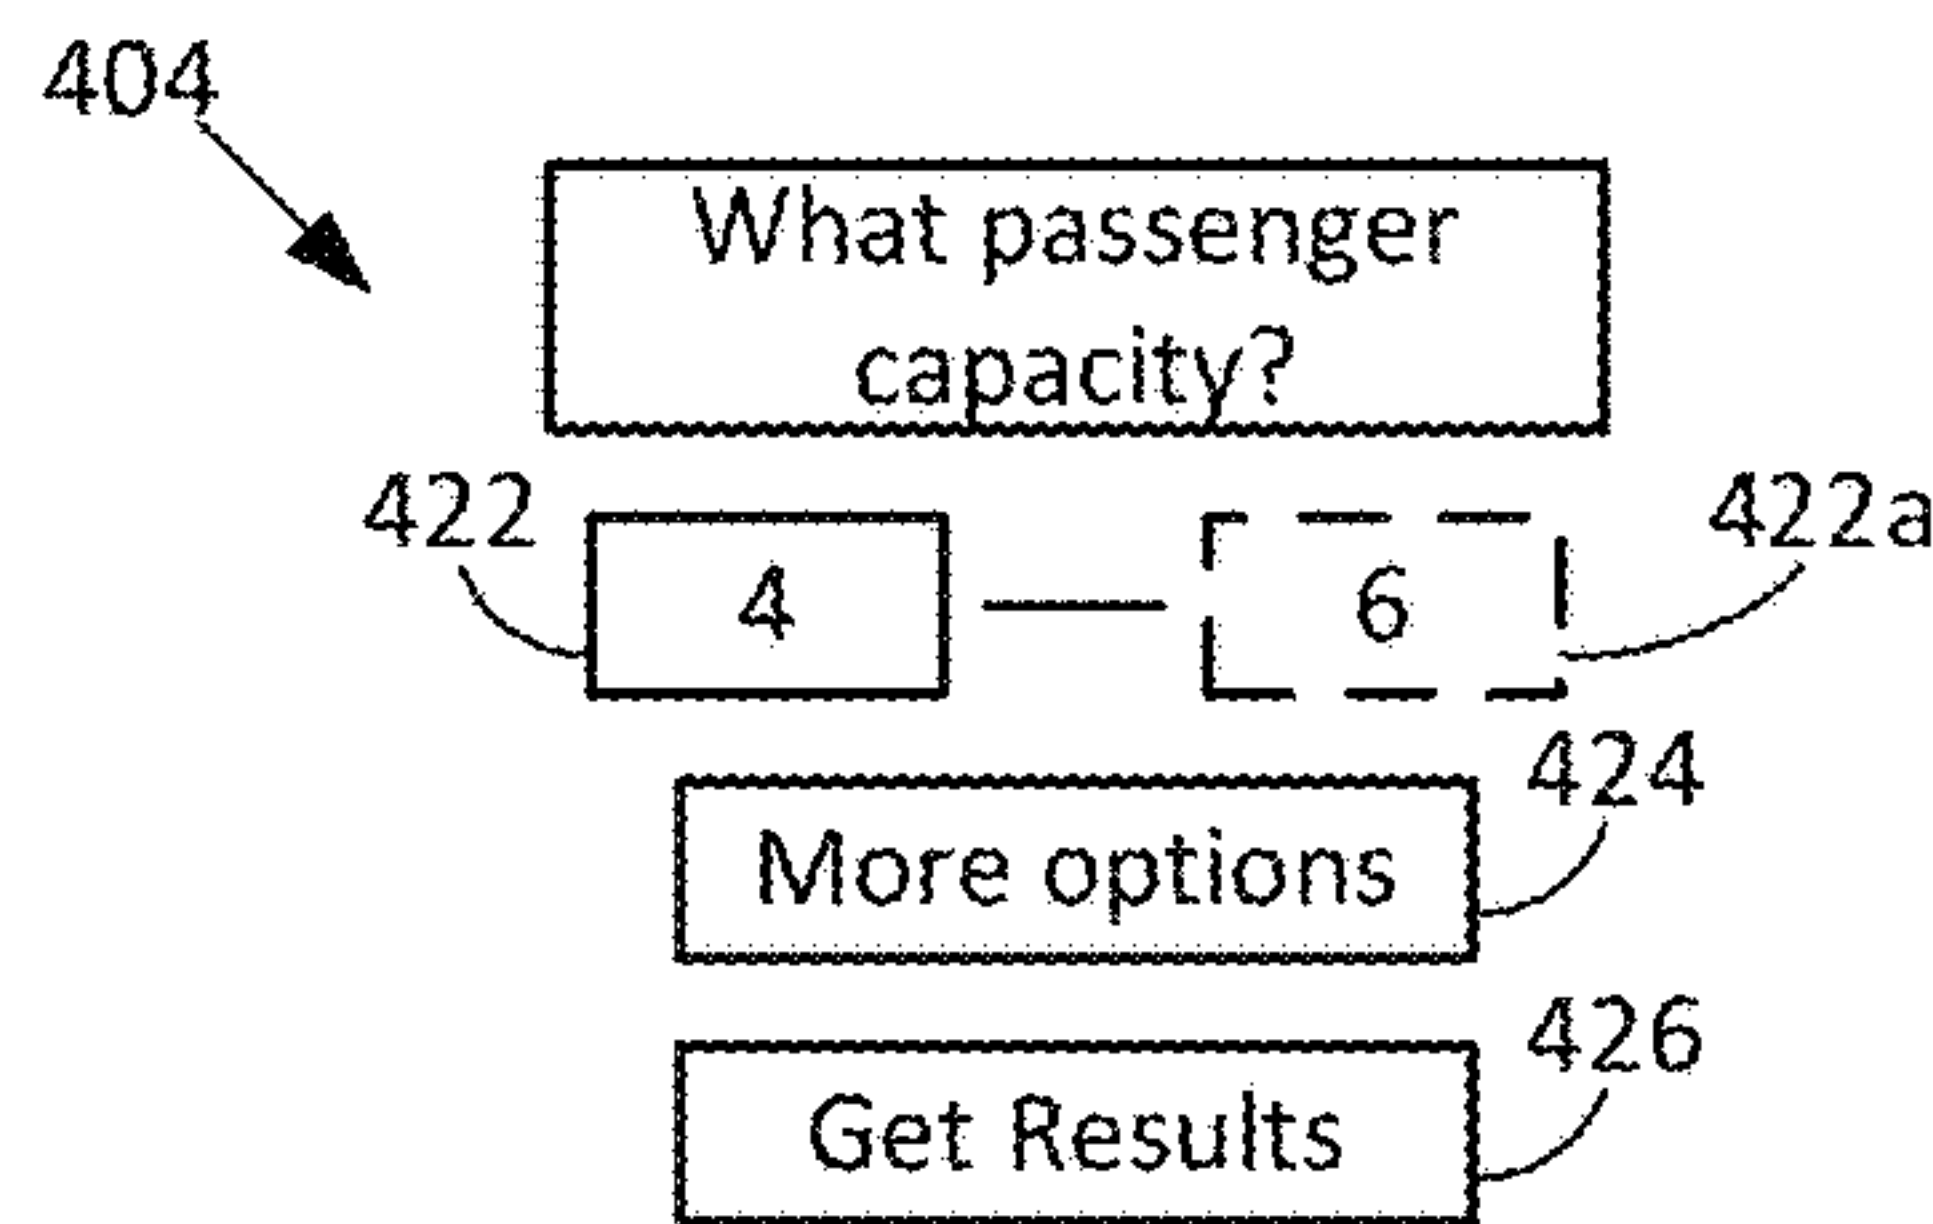 404
What passenger
capacity?
422
4
6
422a
424
More options
426
Get Results